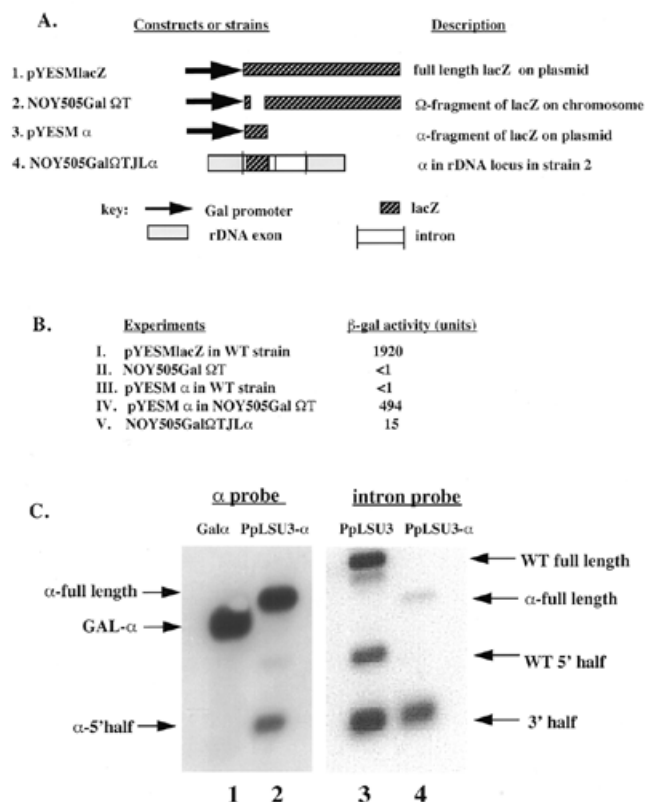 A.
Constructs or strains Description
1. pYESMlacZ full length lacZ on plasmid
2. NOY505Gal ΩT Ω-fragment of lacZ on chromosome
3. pYESM α α-fragment of lacZ on plasmid
4. NOY505GalΩTJLα α in rDNA locus in strain 2
key: Gal promoter lacZ
rDNA exon intron
B.
Experiments β-gal activity (units)
I. pYESMlacZ in WT strain 1920
II. NOY505Gal ΩT <1
III. pYESM α in WT strain <1
IV. pYESM α in NOY505Gal ΩT 494
V. NOY505GalΩTJLα 15
C.
α probe intron probe
Galα PpLSU3-α PpLSU3 PpLSU3-α
WT full length
α-full length α-full length
GAL-α
WT 5' half
α-5'half 3' half
1 2 3 4